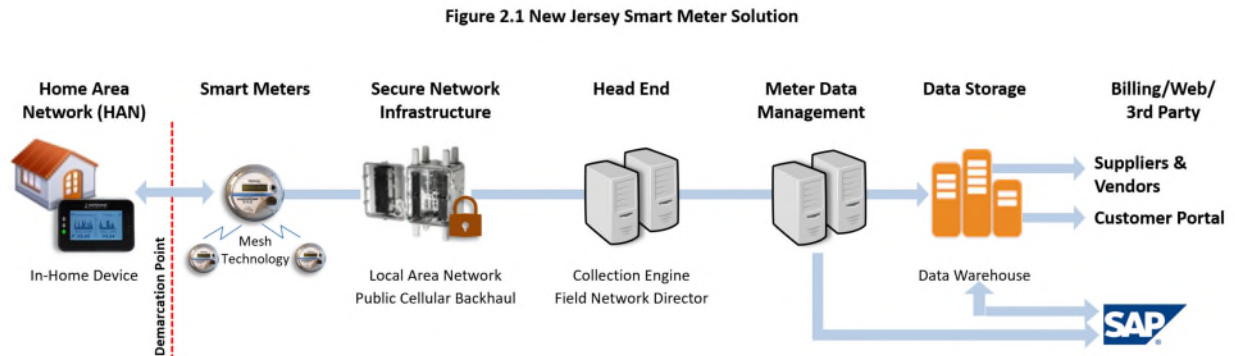 Figure 2.1 New Jersey Smart Meter Solution
Home Area
Network (HAN)
Smart Meters
Secure Network
Infrastructure
Head End
Meter Data
Management
Data Storage
Billing/Web/
3rd Party
Suppliers &
Vendors
Customer Portal
Mesh
Technology
In-Home Device
Demarcation Point
Local Area Network
Public Cellular Backhaul
Collection Engine
Field Network Director
Data Warehouse
SAP